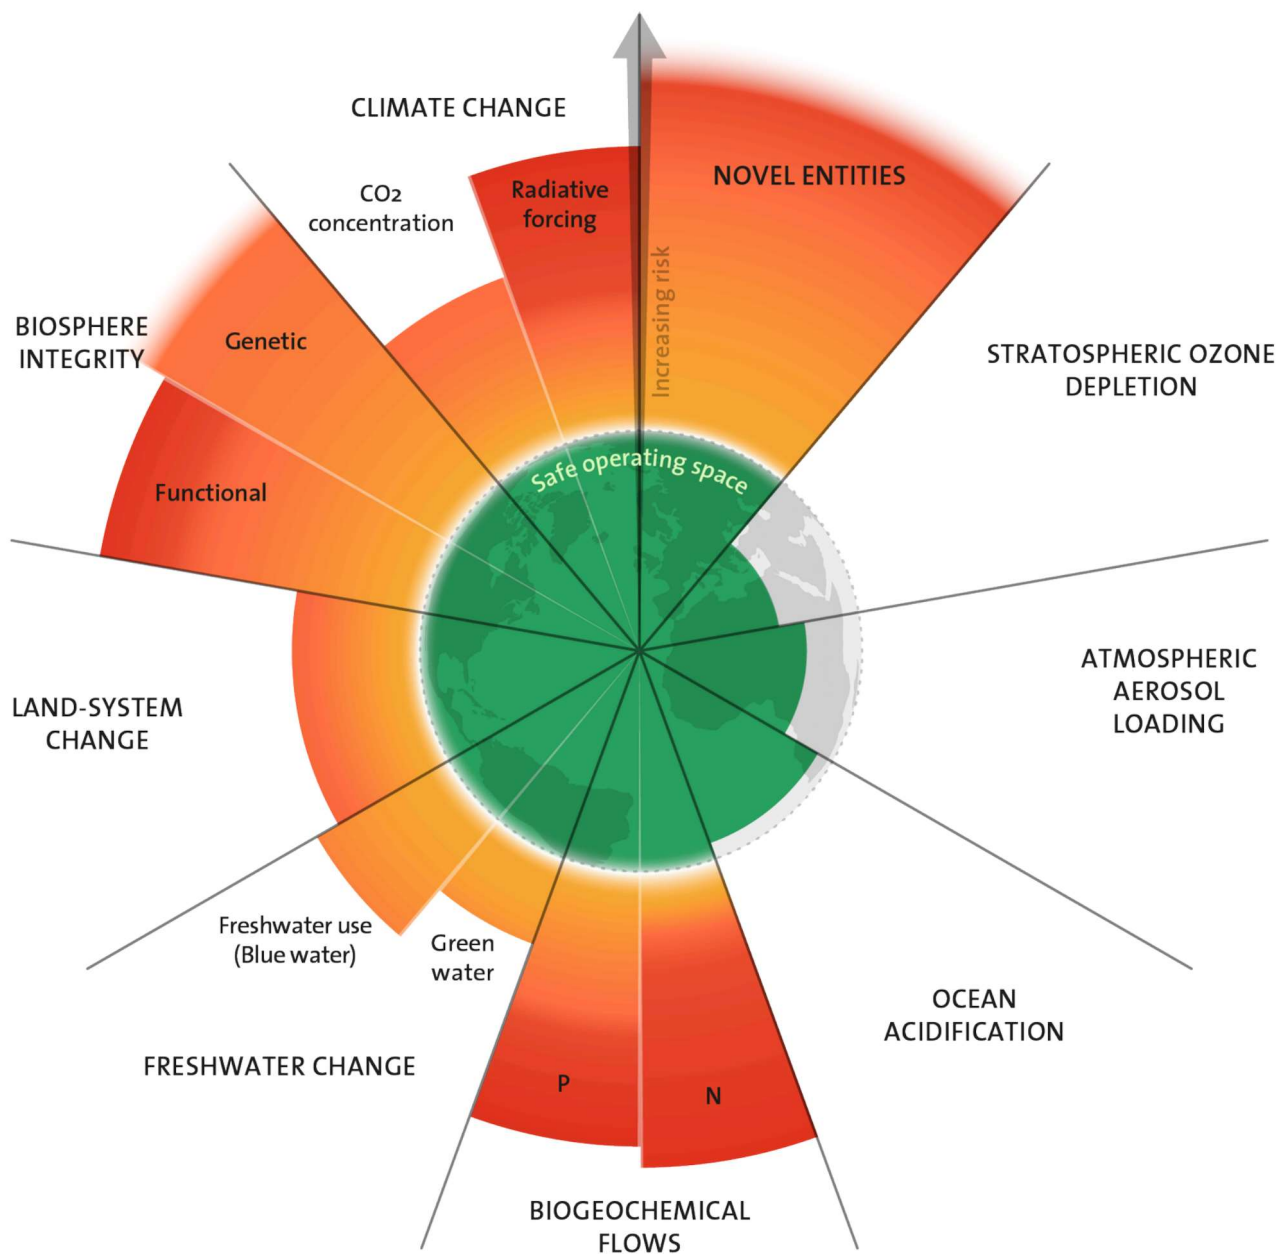 CLIMATE CHANGE
CO2
concentration
Radiative
forcing
NOVEL ENTITIES
Increasing risk
STRATOSPHERIC OZONE
DEPLETION
BIOSPHERE
INTEGRITY
Genetic
Functional
Safe operating space
ATMOSPHERIC
AEROSOL
LOADING
LAND-SYSTEM
CHANGE
Freshwater use
(Blue water)
Green
water
FRESHWATER CHANGE
OCEAN
ACIDIFICATION
P
N
BIOGEOCHEMICAL
FLOWS